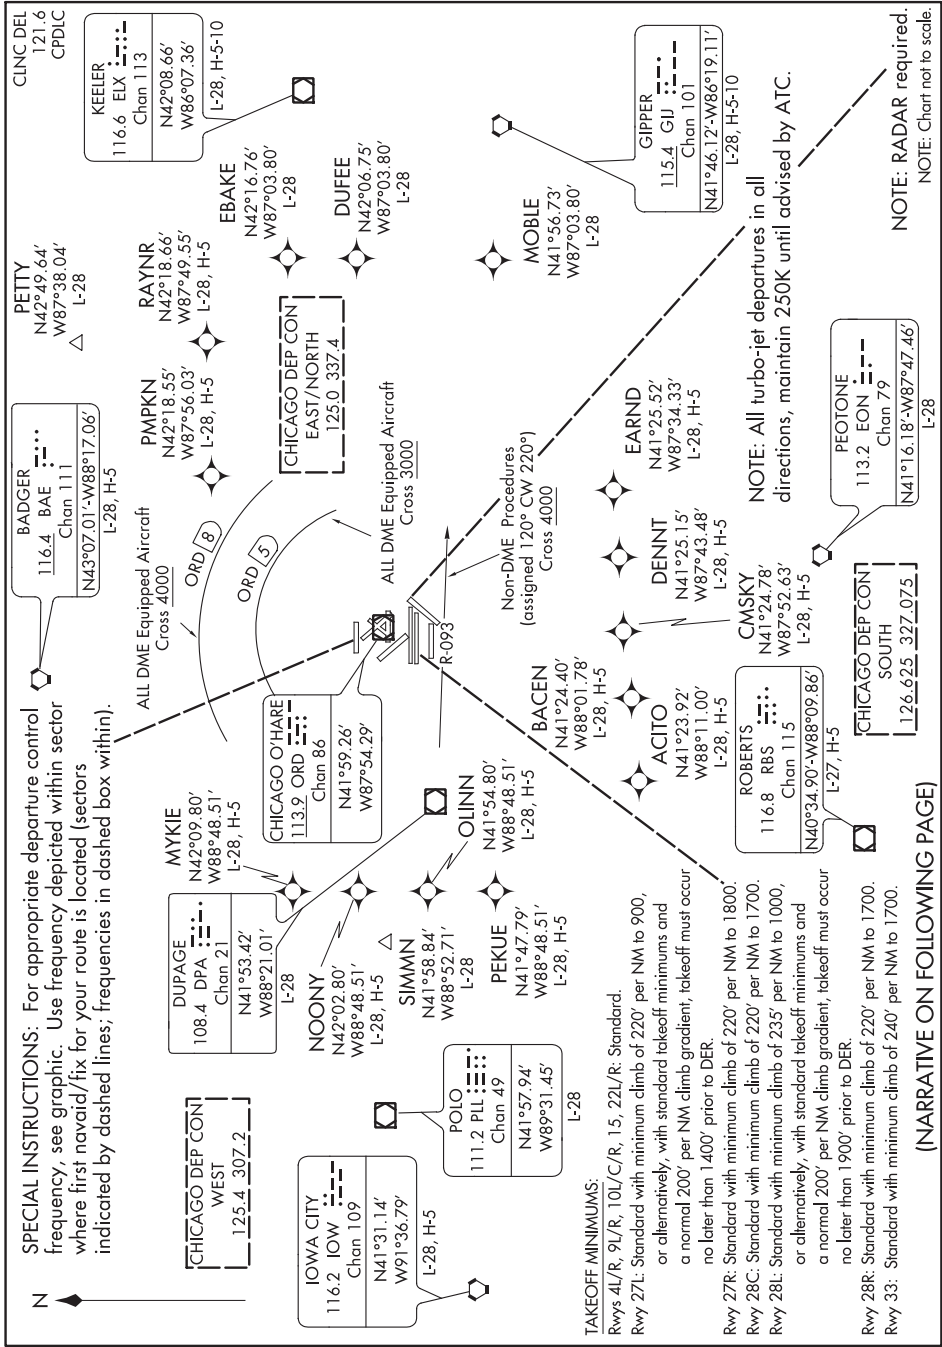 SPECIAL INSTRUCTIONS: For appropriate departure control
frequency, see graphic. Use frequency depicted within sector
where first navaid/fix for your route is located (sectors
indicated by dashed lines; frequencies in dashed box within).
N
CLNC DEL
121.6
CPDLC
BADGER
116.4 BAE
Chan 111
N43°07.01'-W88°17.06'
L-28, H-5
PETTY
N42°49.64'
W87°38.04'
L-28
KEELER
116.6 ELX
Chan 113
N42°08.66'
W86°07.36'
L-28, H-5-10
ALL DME Equipped Aircraft
Cross 4000
ORD 8
PMPKN
N42°18.55'
W87°56.03'
L-28, H-5
RAYNR
N42°18.66'
W87°49.55'
L-28, H-5
EBAKE
N42°16.76'
W87°03.80'
L-28
DUFEE
N42°06.75'
W87°03.80'
L-28
CHICAGO DEP CON
WEST
125.4 307.2
DUPAGE
108.4 DPA
Chan 21
N41°53.42'
W88°21.01'
L-28
MYKIE
N42°09.80'
W88°48.51'
L-28, H-5
CHICAGO O'HARE
113.9 ORD
Chan 86
N41°59.26'
W87°54.29'
ORD 5
CHICAGO DEP CON
EAST/NORTH
125.0 337.4
ALL DME Equipped Aircraft
Cross 3000
IOWA CITY
116.2 IOW
Chan 109
N41°31.14'
W91°36.79'
L-28, H-5
NOONY
N42°02.80'
W88°48.51'
L-28, H-5
SIMMN
N41°58.84'
W88°52.71'
L-28
OLINN
N41°54.80'
W88°48.51'
L-28, H-5
R-093
MOBLE
N41°56.73'
W87°03.80'
L-28
POLO
111.2 PLL
Chan 49
N41°57.94'
W89°31.45'
L-28
PEKUE
N41°47.79'
W88°48.51'
L-28, H-5
Non-DME Procedures
(assigned 120° CW 220°)
Cross 4000
GIPPER
115.4 GIJ
Chan 101
N41°46.12'-W86°19.11'
L-28, H-5-10
BACEN
N41°24.40'
W88°01.78'
L-28, H-5
ACITO
N41°23.92'
W88°11.00'
L-28, H-5
DENNT
N41°25.15'
W87°43.48'
L-28, H-5
EARND
N41°25.52'
W87°34.33'
L-28, H-5
CMSKY
N41°24.78'
W87°52.63'
L-28, H-5
NOTE: All turbo-jet departures in all
directions, maintain 250K until advised by ATC.
ROBERTS
116.8 RBS
Chan 115
N40°34.90'-W88°09.86'
L-27, H-5
PEOTONE
113.2 EON
Chan 79
N41°16.18'-W87°47.46'
L-28
CHICAGO DEP CON
SOUTH
126.625 327.075
NOTE: RADAR required.
NOTE: Chart not to scale.
TAKEOFF MINIMUMS:
Rwys 4L/R, 9L/R, 10L/C/R, 15, 22L/R: Standard.
Rwy 27L: Standard with minimum climb of 220' per NM to 900,
or alternatively, with standard takeoff minimums and
a normal 200' per NM climb gradient, takeoff must occur
no later than 1400' prior to DER.
Rwy 27R: Standard with minimum climb of 220' per NM to 1800.
Rwy 28C: Standard with minimum climb of 220' per NM to 1700.
Rwy 28L: Standard with minimum climb of 235' per NM to 1000,
or alternatively, with standard takeoff minimums and
a normal 200' per NM climb gradient, takeoff must occur
no later than 1900' prior to DER.
Rwy 28R: Standard with minimum climb of 220' per NM to 1700.
Rwy 33: Standard with minimum climb of 240' per NM to 1700.
(NARRATIVE ON FOLLOWING PAGE)